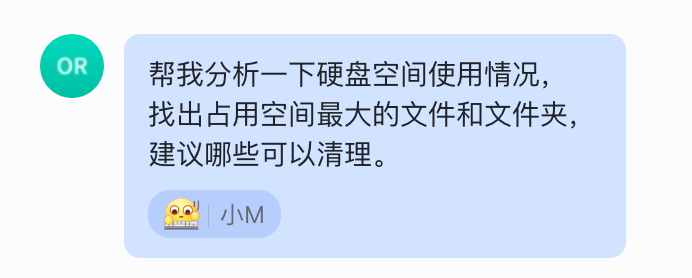 OR
帮我分析一下硬盘空间使用情况，
找出占用空间最大的文件和文件夹，
建议哪些可以清理。
小M